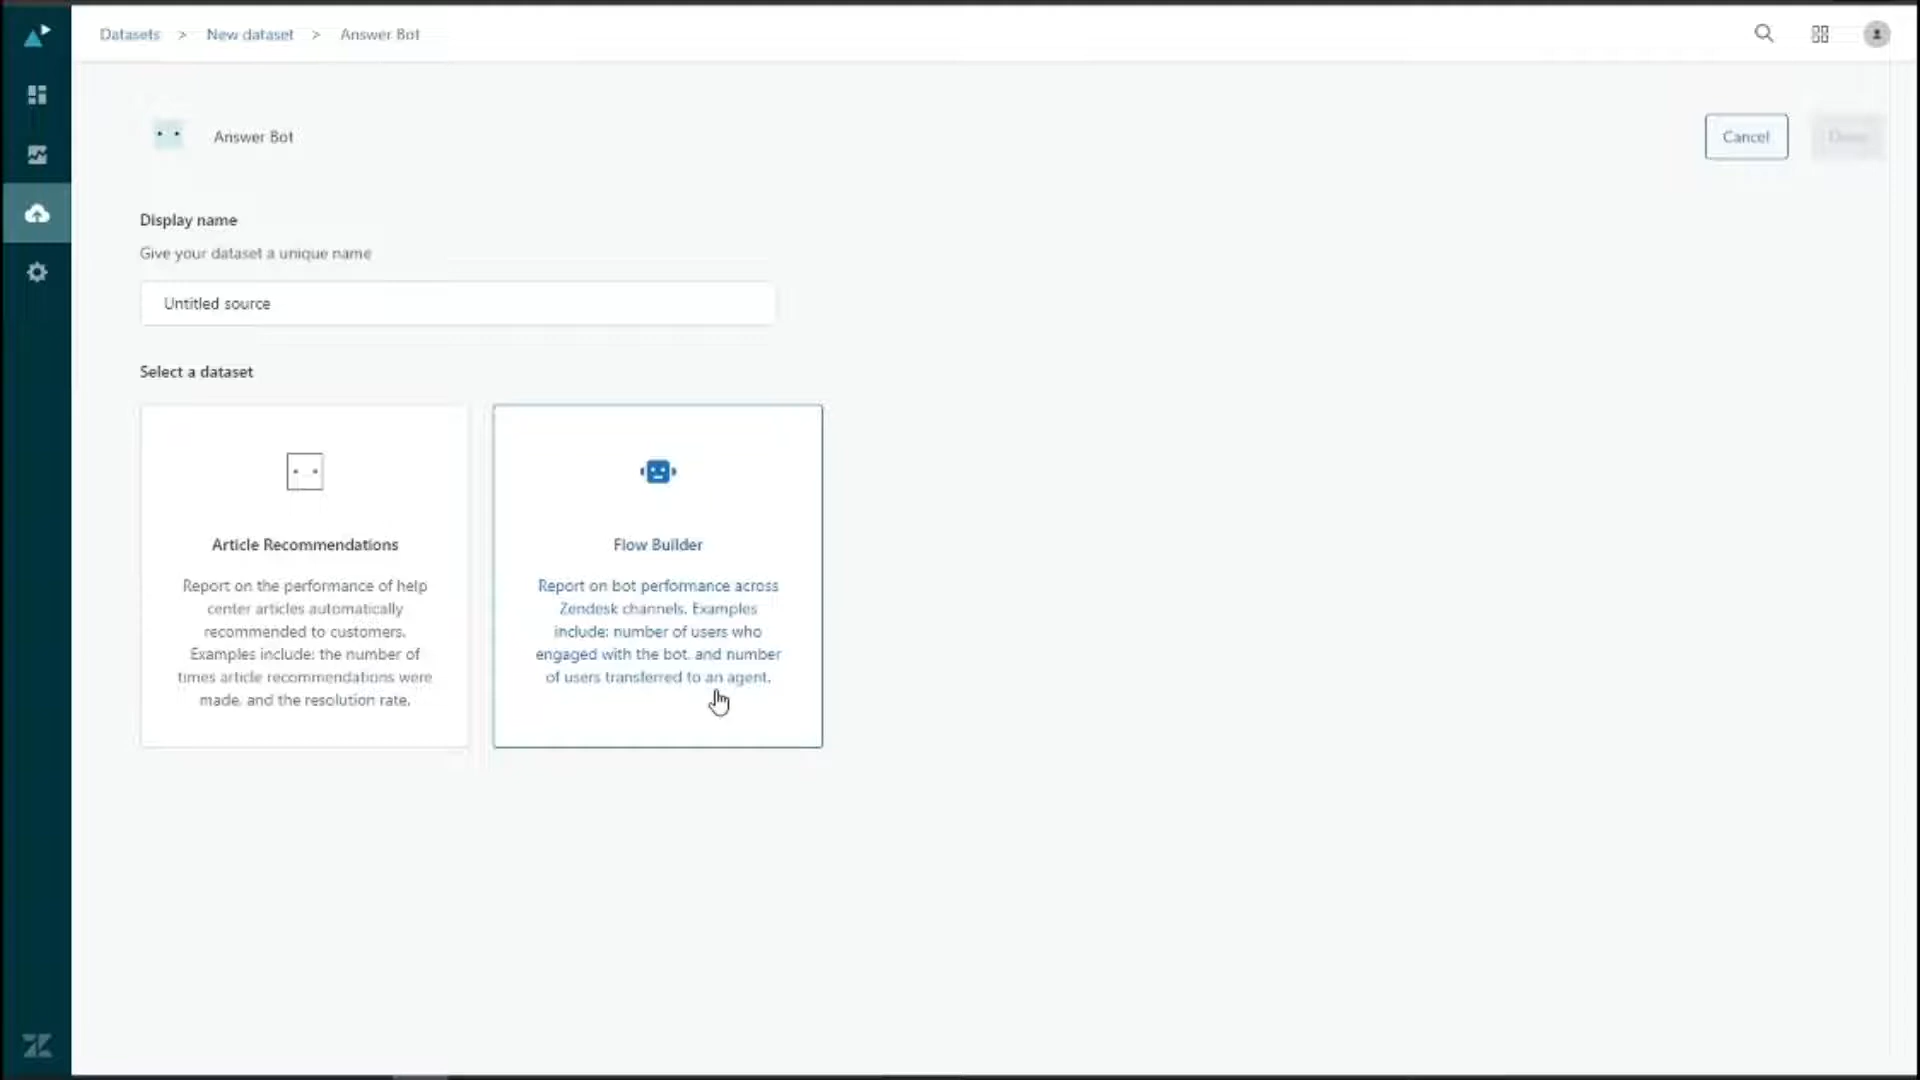 Datasets > New dataset > Answer Bot
Answer Bot
Cancel
Display name
Give your dataset a unique name
Untitled source
Select a dataset
Article Recommendations
Report on the performance of help
center articles automatically
recommended to customers.
Examples include: the number of
times article recommendations were
made, and the resolution rate.
Flow Builder
Report on bot performance across
Zendesk channels. Examples
include: number of users who
engaged with the bot, and number
of users transferred to an agent.